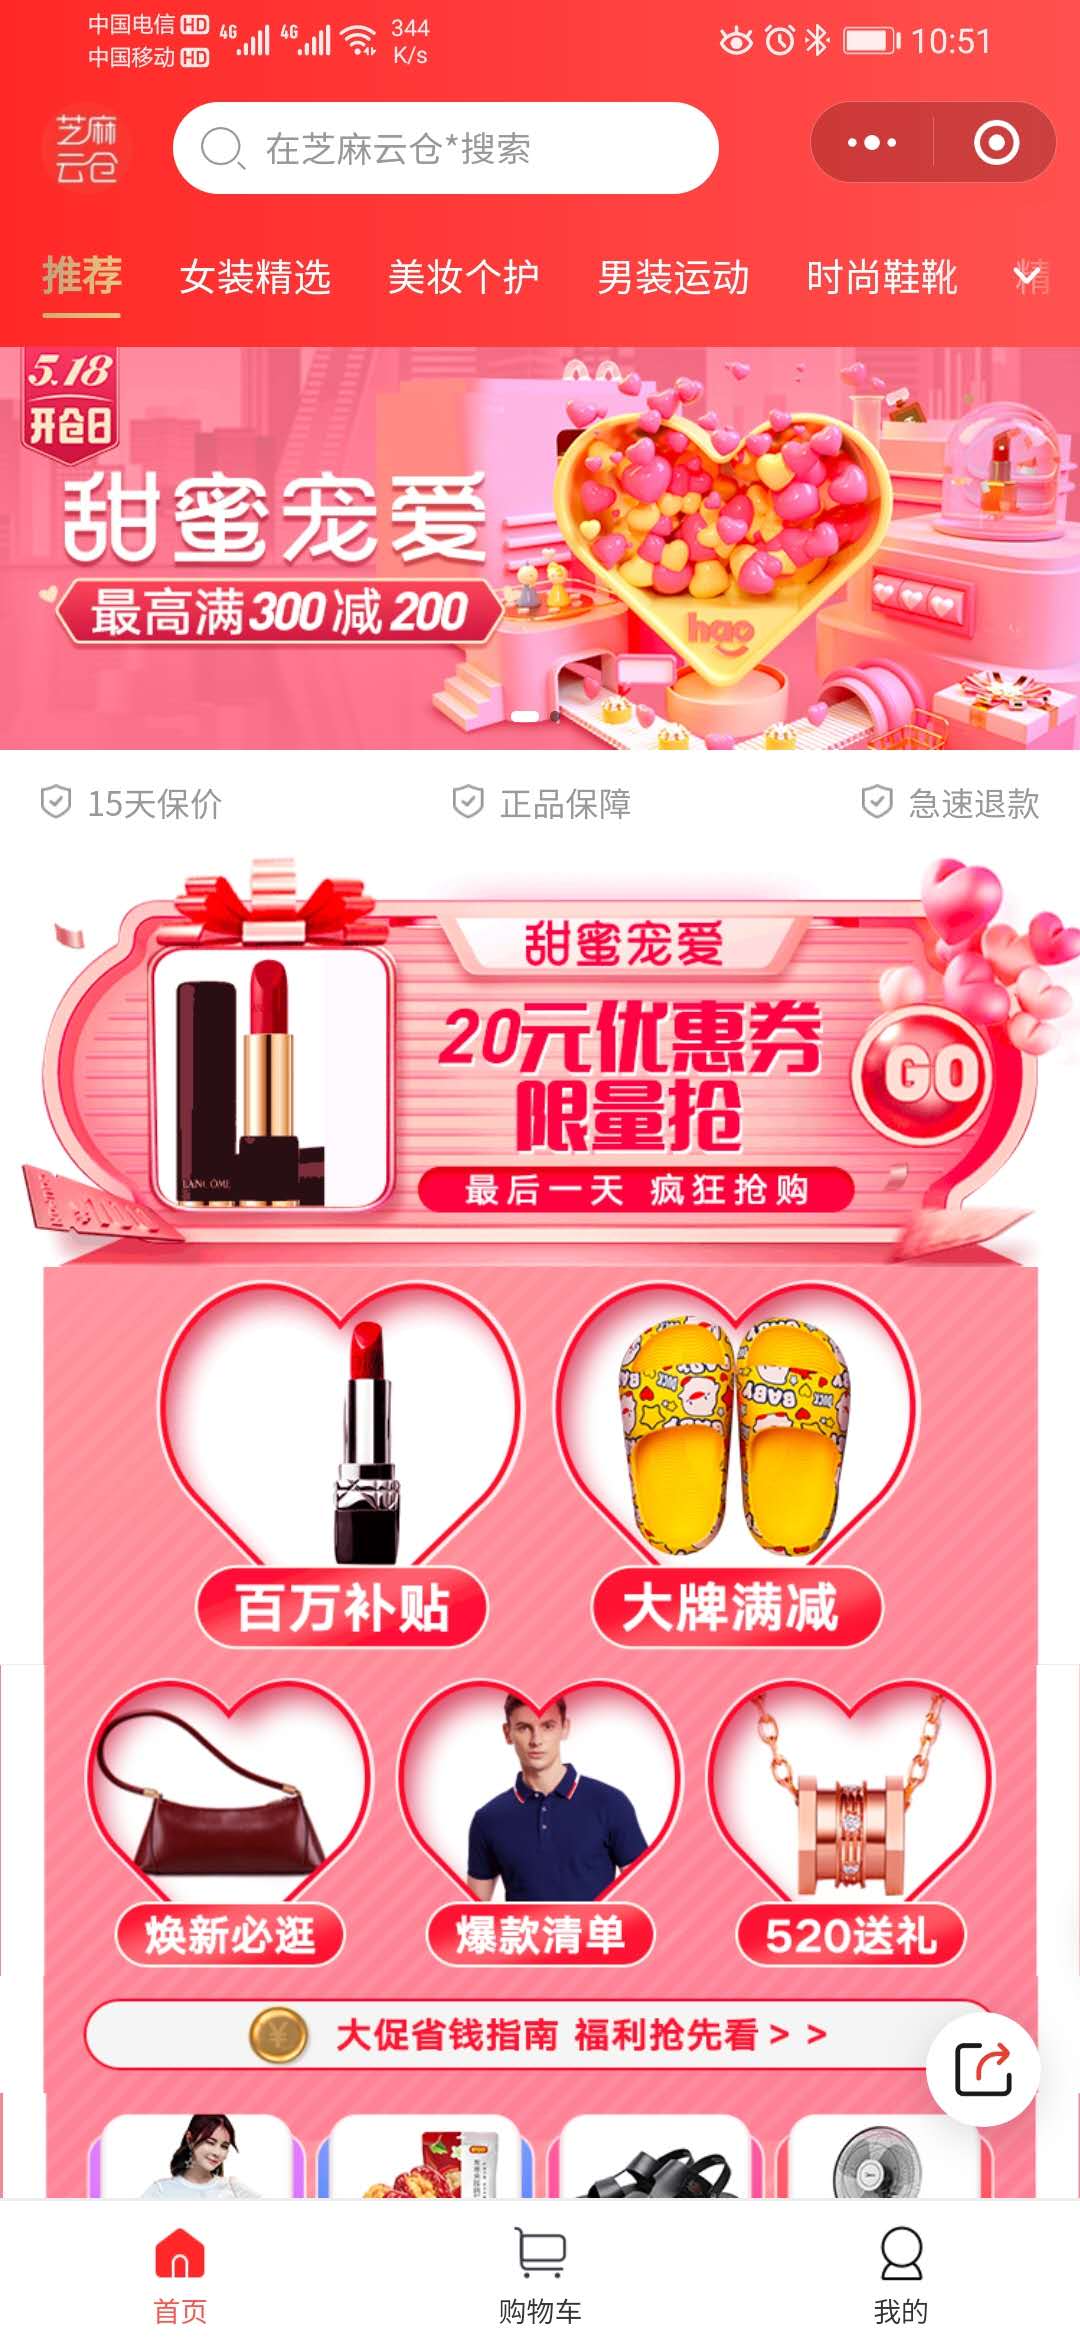 中国电信 HD 4G 4G 344
中国移动 HD K/s
10:51
芝麻
云仓
在芝麻云仓*搜索
推荐 女装精选 美妆个护 男装运动 时尚鞋靴 精
5.18
开仓日
甜蜜宠爱
最高满300减200
hao
15天保价 正品保障 急速退款
甜蜜宠爱
20元优惠券
限量抢
GO
LANCÔME
最后一天 疯狂抢购
BABY
百万补贴 大牌满减
焕新必逛 爆款清单 520送礼
¥ 大促省钱指南 福利抢先看>>
首页 购物车 我的